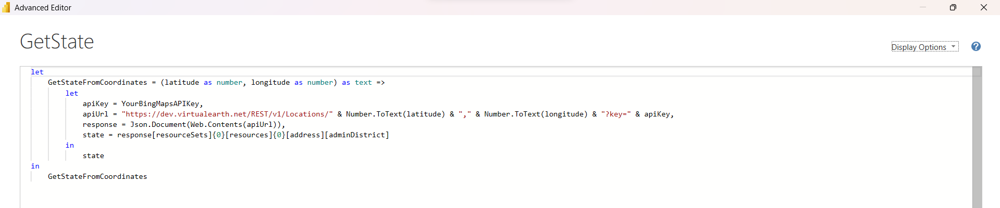 Advanced Editor
GetState
Display Options
let
GetStateFromCoordinates = (latitude as number, longitude as number) as text =>
let
apiKey = YourBingMapsAPIKey,
apiUrl = "https://dev.virtualearth.net/REST/v1/Locations/" & Number.ToText(latitude) & "," & Number.ToText(longitude) & "?key=" & apiKey,
response = Json.Document(Web.Contents(apiUrl)),
state = response[resourceSets]{0}[resources]{0}[address][adminDistrict]
in
state
in
GetStateFromCoordinates